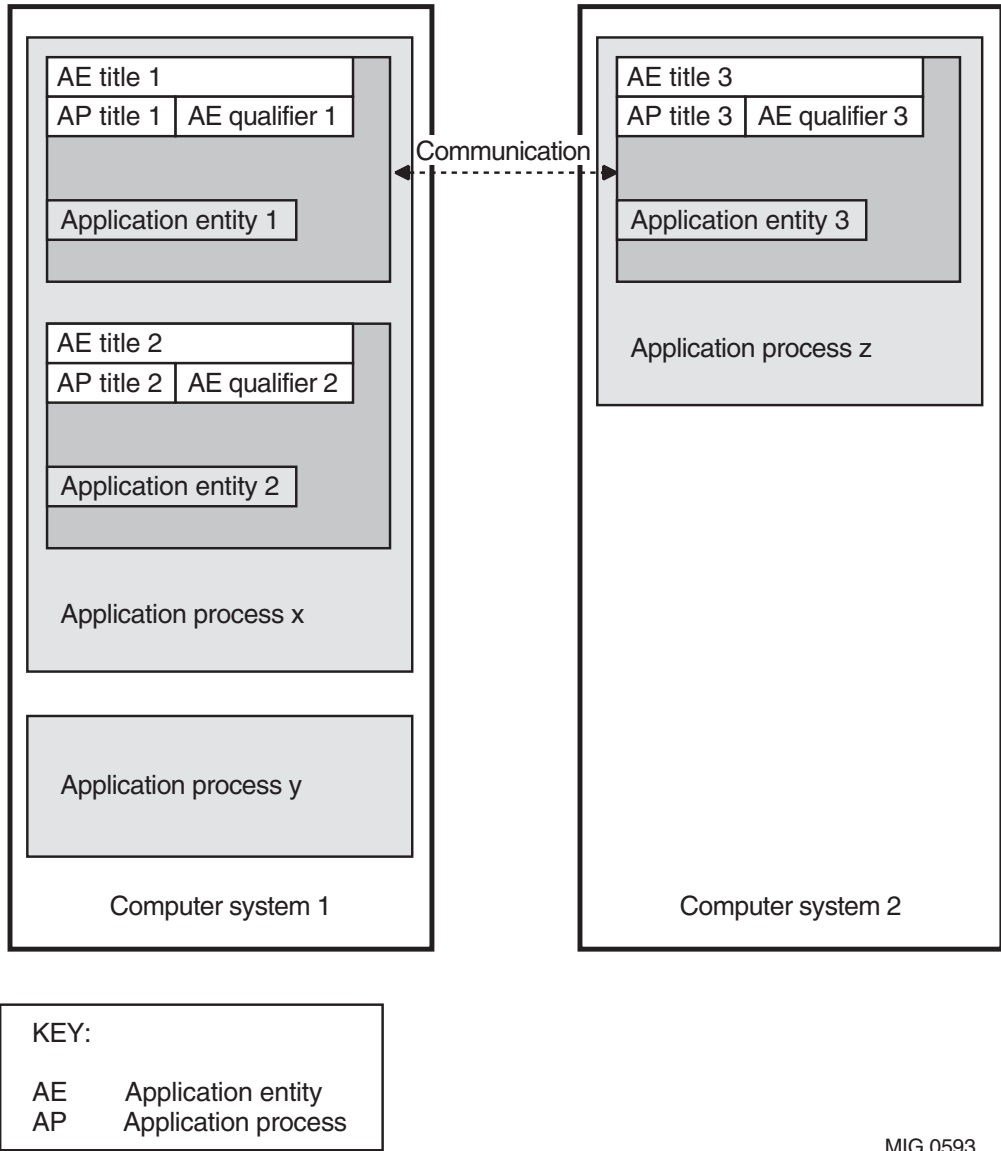 AE title 1
AP title 1 AE qualifier 1
Application entity 1
AE title 2
AP title 2 AE qualifier 2
Application entity 2
Application process x
Application process y
Computer system 1
Communication
AE title 3
AP title 3 AE qualifier 3
Application entity 3
Application process z
Computer system 2
KEY:
AE Application entity
AP Application process
MIG 0593